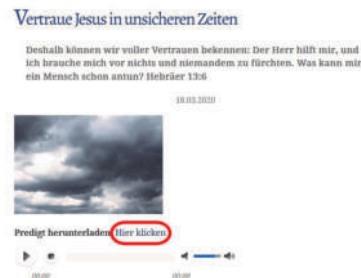 Vertraue Jesus in unsicheren Zeiten
Deshalb können wir voller Vertrauen bekennen: Der Herr hilft mir, und
ich brauche mich vor nichts und niemandem zu fürchten. Was kann mir
ein Mensch schon antun? Hebräer 13:6
18.03.2020
Predigt herunterladen Hier klicken
00:00 00:00